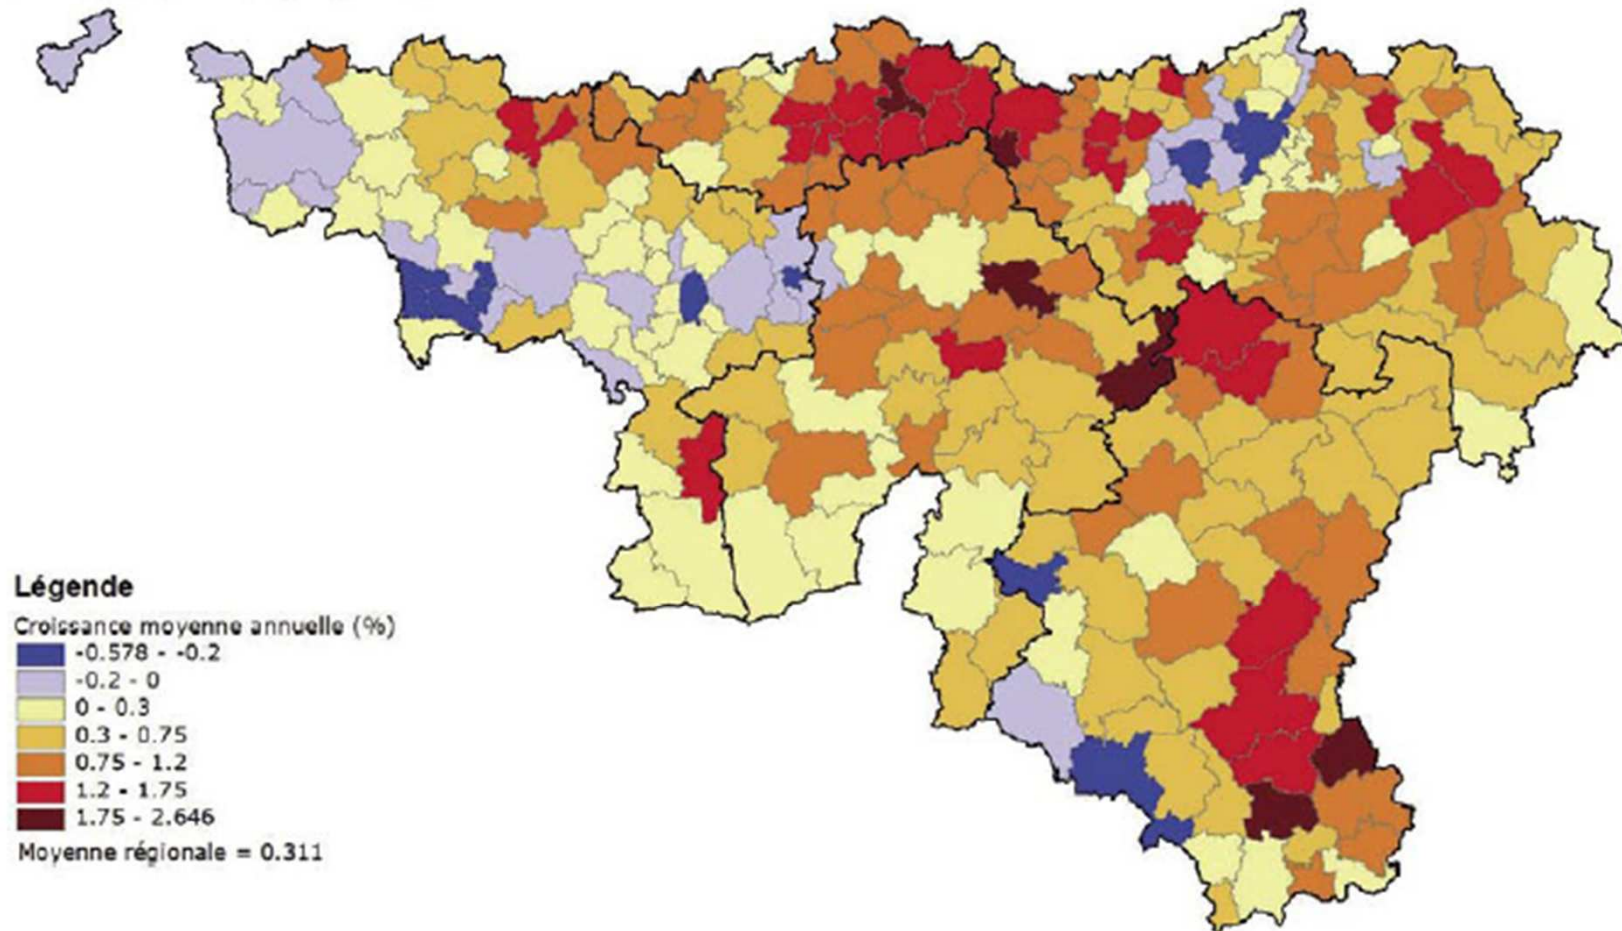 Légende
Croissance moyenne annuelle (%)
-0.578 - -0.2
-0.2 - 0
0 - 0.3
0.3 - 0.75
0.75 - 1.2
1.2 - 1.75
1.75 - 2.646
Moyenne régionale = 0.311